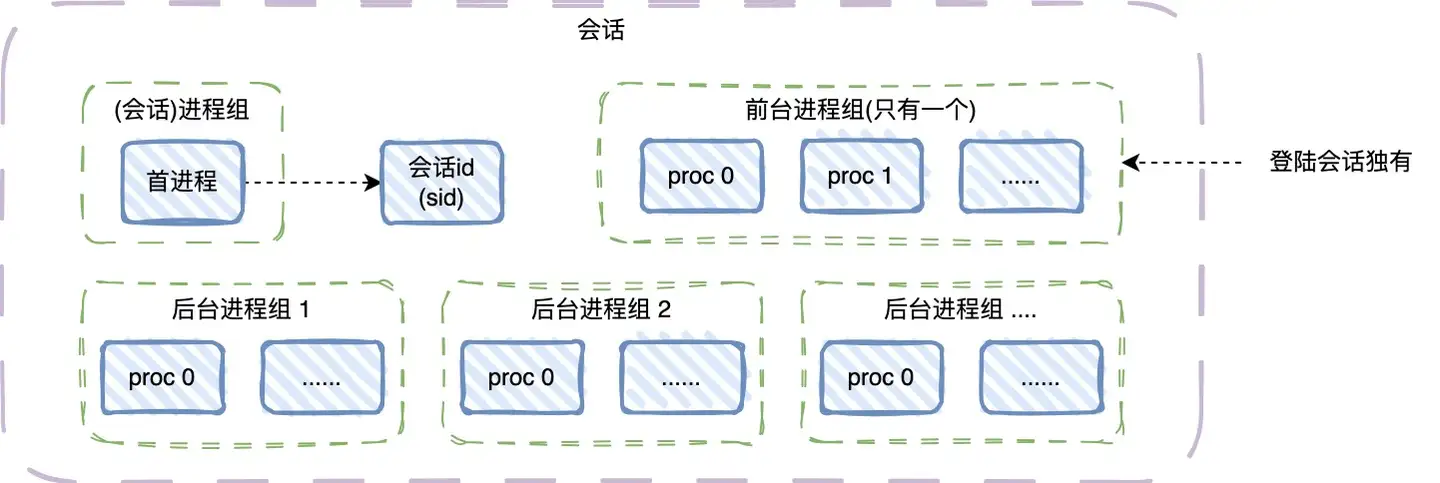 会话
(会话)进程组
首进程
会话id
(sid)
前台进程组(只有一个)
proc 0
proc 1
......
登陆会话独有
后台进程组 1
proc 0
......
后台进程组 2
proc 0
......
后台进程组 ....
proc 0
......